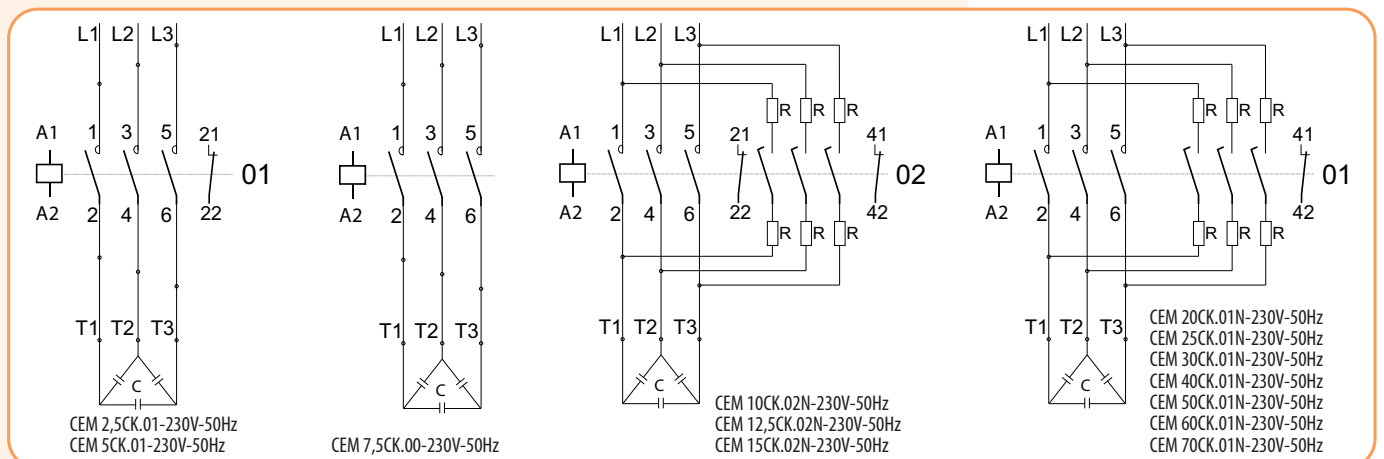 L1 L2 L3
A1 1 3 5 21
01
A2 2 4 6 22
T1 T2 T3
C
CEM 2,5CK.01-230V-50Hz
CEM 5CK.01-230V-50Hz
L1 L2 L3
A1 1 3 5
A2 2 4 6
T1 T2 T3
C
CEM 7,5CK.00-230V-50Hz
L1 L2 L3
R R R
A1 1 3 5 21 41
02
A2 2 4 6 22 42
R R R
T1 T2 T3
C
CEM 10CK.02N-230V-50Hz
CEM 12,5CK.02N-230V-50Hz
CEM 15CK.02N-230V-50Hz
L1 L2 L3
R R R
A1 1 3 5 41
01
A2 2 4 6 42
R R R
T1 T2 T3
C
CEM 20CK.01N-230V-50Hz
CEM 25CK.01N-230V-50Hz
CEM 30CK.01N-230V-50Hz
CEM 40CK.01N-230V-50Hz
CEM 50CK.01N-230V-50Hz
CEM 60CK.01N-230V-50Hz
CEM 70CK.01N-230V-50Hz